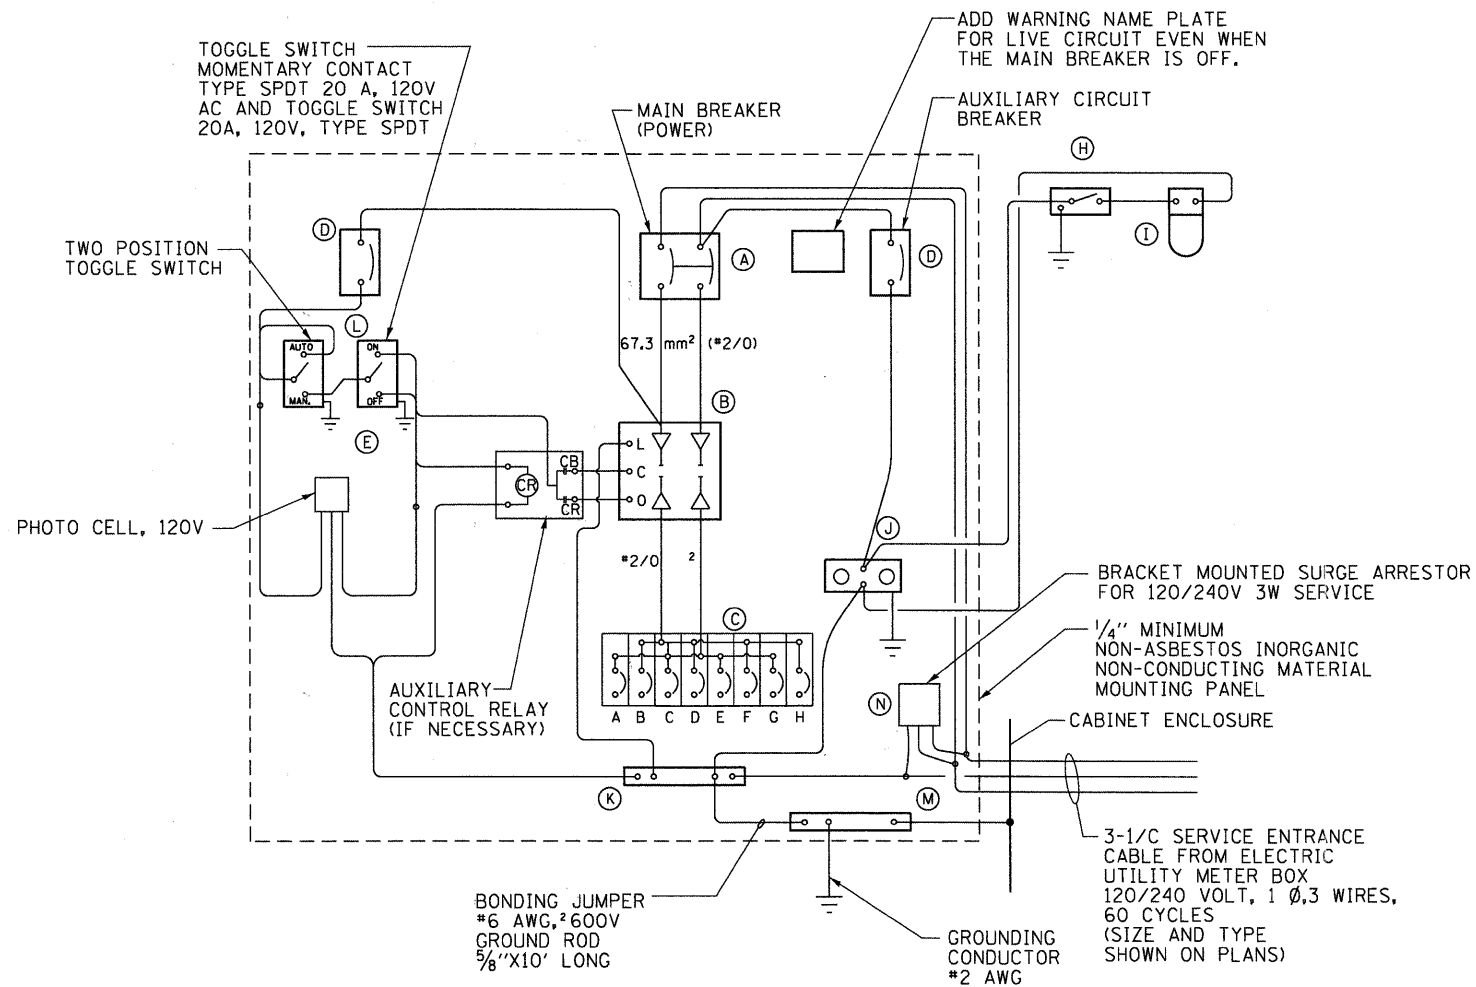 ADD WARNING NAME PLATE
FOR LIVE CIRCUIT EVEN WHEN
THE MAIN BREAKER IS OFF.
TOGGLE SWITCH
MOMENTARY CONTACT
TYPE SPDT 20 A, 120V
AC AND TOGGLE SWITCH
20A, 120V, TYPE SPDT
MAIN BREAKER
(POWER)
AUXILIARY CIRCUIT
BREAKER
H
D
TWO POSITION
TOGGLE SWITCH
A
D
I
L
AUTO
MAN.
ON
OFF
67.3 mm² (#2/0)
B
E
L
C
O
CB
CR
CR
PHOTO CELL, 120V
J
#2/0
2
BRACKET MOUNTED SURGE ARRESTOR
FOR 120/240V 3W SERVICE
C
1/4" MINIMUM
NON-ASBESTOS INORGANIC
NON-CONDUCTING MATERIAL
MOUNTING PANEL
AUXILIARY
CONTROL RELAY
(IF NECESSARY)
A B C D E F G H
N
CABINET ENCLOSURE
K
M
3-1/C SERVICE ENTRANCE
CABLE FROM ELECTRIC
UTILITY METER BOX
120/240 VOLT, 1 Ø,3 WIRES,
60 CYCLES
(SIZE AND TYPE
SHOWN ON PLANS)
BONDING JUMPER
#6 AWG,²600V
GROUND ROD
5/8"X10' LONG
GROUNDING
CONDUCTOR
#2 AWG